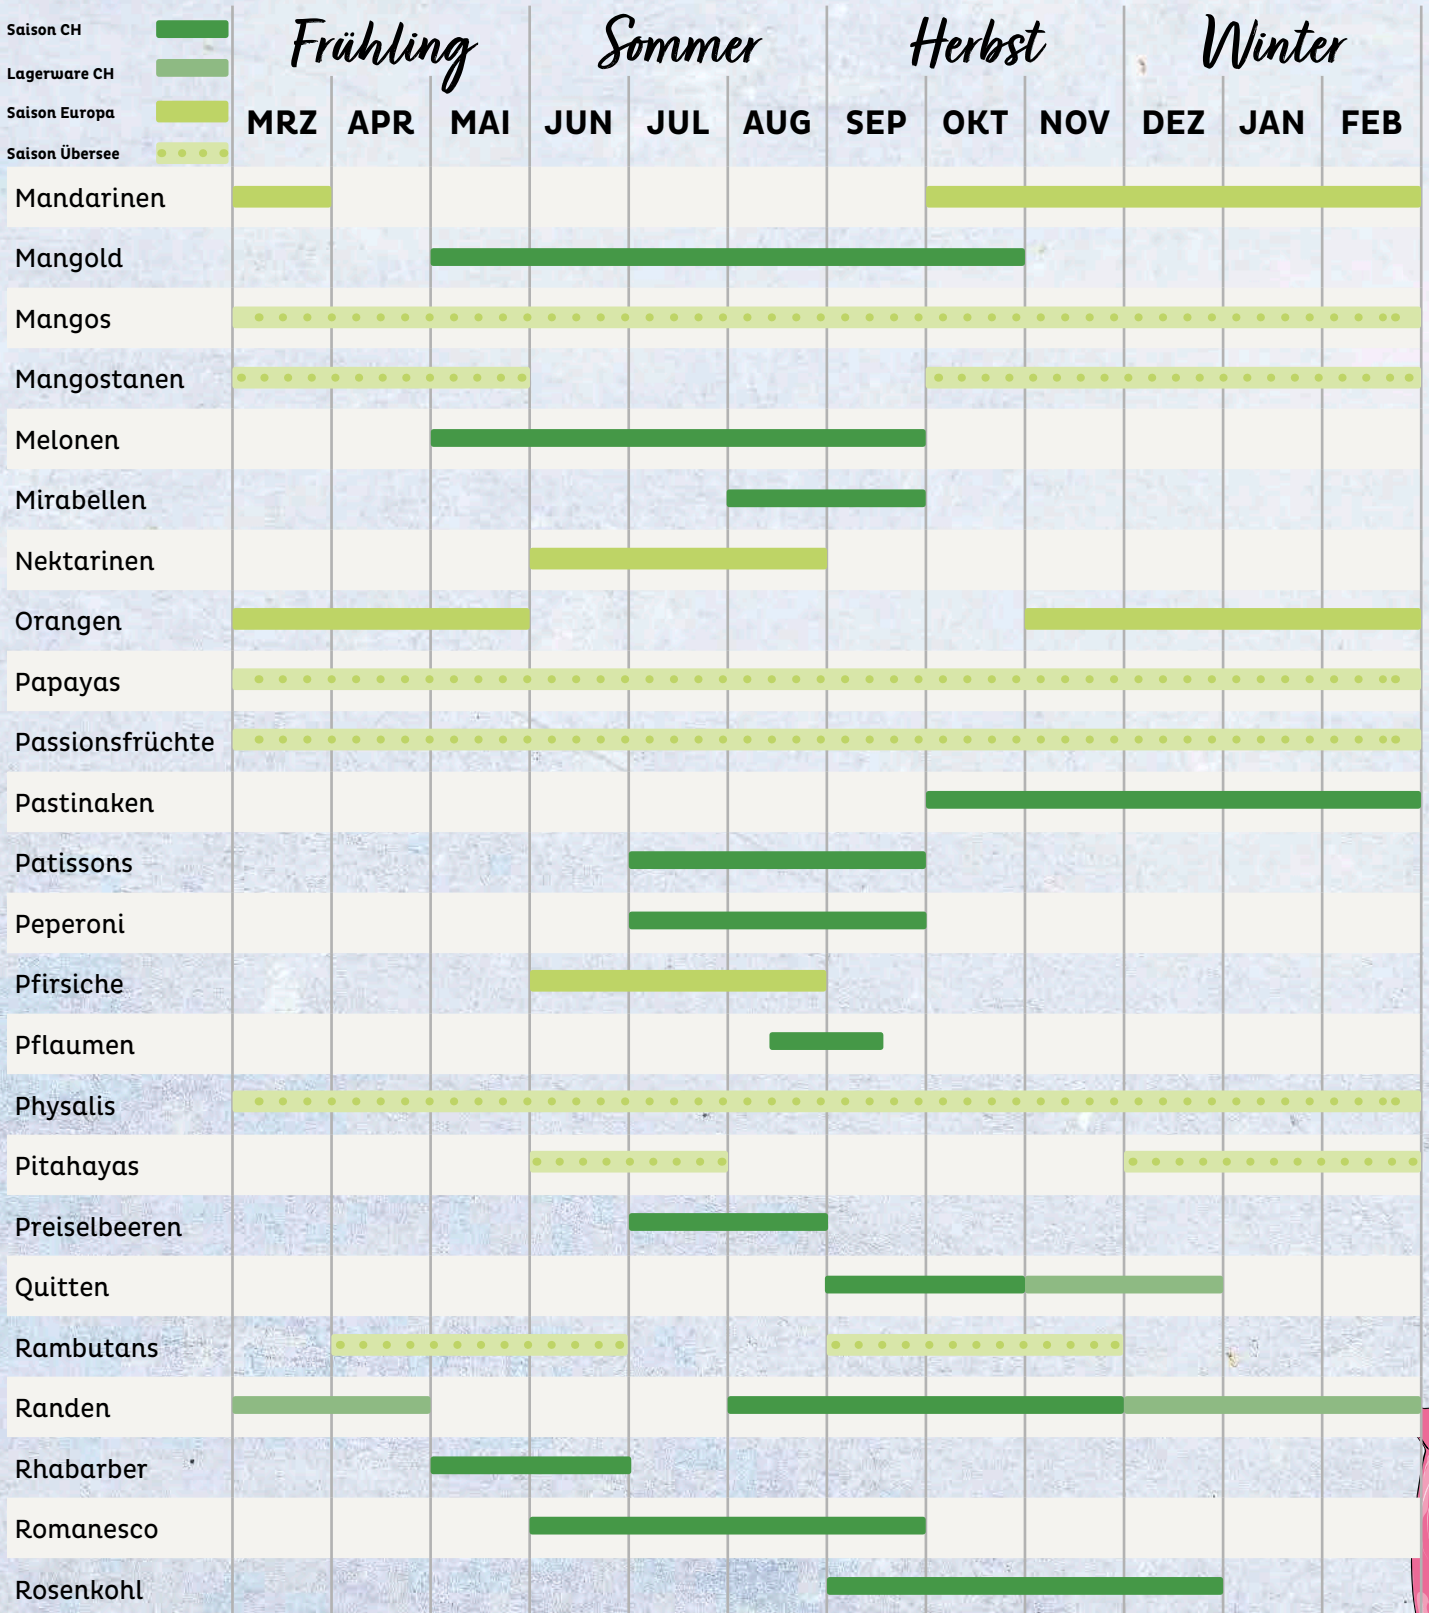 Saison CH
Lagerware CH
Saison Europa
Saison Übersee
Frühling Sommer Herbst Winter
MRZ APR MAI JUN JUL AUG SEP OKT NOV DEZ JAN FEB
Mandarinen
Mangold
Mangos
Mangostanen
Melonen
Mirabellen
Nektarinen
Orangen
Papayas
Passionsfrüchte
Pastinaken
Patissons
Peperoni
Pfirsiche
Pflaumen
Physalis
Pitahayas
Preiselbeeren
Quitten
Rambutans
Randen
Rhabarber
Romanesco
Rosenkohl